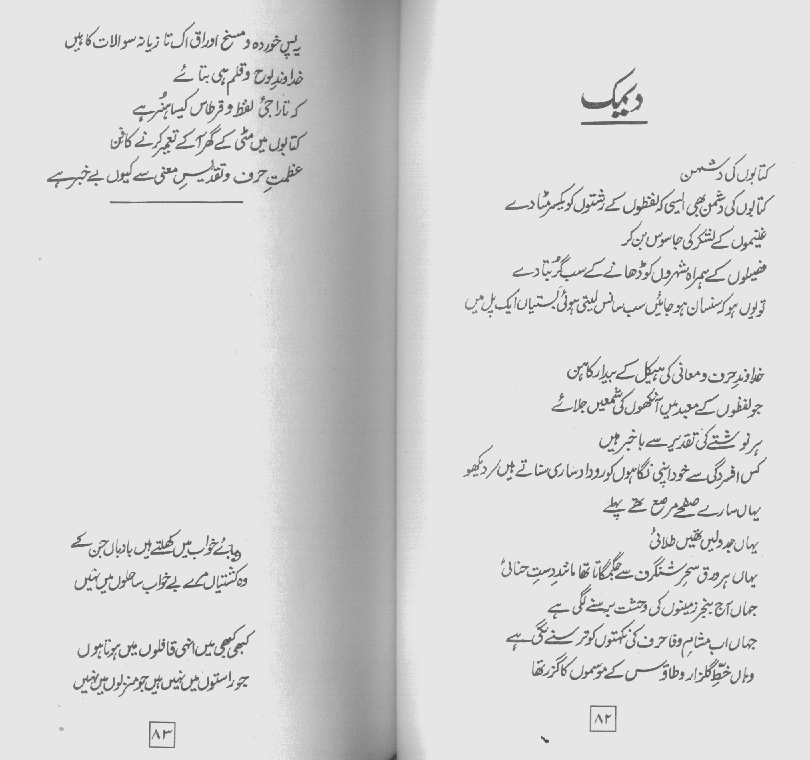 دیمک
کتابوں کی دشمن
کتابوں کی دشمن بھی ایسی کہ لفظوں کے رشتوں کو یکسر مٹا دے
غنیموں کے لشکر کی جاسوس بن کر
فصیلوں کے ہمراہ شہروں کو ڈھانے کے سب گُر بتا دے
تو یوں ہو کہ سنسان ہو جائیں سب سانس لیتی ہوئی بستیاں ایک پل میں
خداوندِ حرف و معانی کی ہیکل کے بیدار کاہن
جو لفظوں کے معبد میں آنکھوں کی شمعیں جلائے
ہر نوشتے کی تقدیر سے باخبر ہیں
کس افسردگی سے خود اپنی نگاہوں کو روداد ساری سناتے ہیں/دیکھو
یہاں سارے صفحے مرصع تھے پہلے
یہاں جدولیں تھیں طلائی
یہاں ہر ورق سحرِ شنگرف سے جگمگاتا تھا مانندِ دستِ حنائی
جہاں آج بنجر زمینوں کی وحشت برسنے لگی ہے
جہاں اب مشامِ وفا حرف کی نکہتوں کو ترسنے لگی ہے
وہاں خطِّ گلزار و طاؤس کے موسموں کا گزر تھا
۸۲
یہ پس خوردہ و مسخ اوراق اک تازیانہ سوالات کا ہیں
خداوندِ لوح و قلم ہی بتائے
کہ تاراجیٔ لفظ و قرطاس کیسا ہُنر ہے
کتابوں میں مٹی کے گھر آ کے تعمیر کرنے کا فن
عظمتِ حرف و تقدیسِ معنی سے کیوں بے خبر ہے
ہوائے خواب میں کھلتے ہیں بادباں جن کے
وہ کشتیاں مرے بے خواب ساحلوں میں نہیں
کبھی کبھی میں انہی قافلوں میں ہوتا ہوں
جو راستوں میں نہیں ہیں جو منزلوں میں نہیں
۸۳